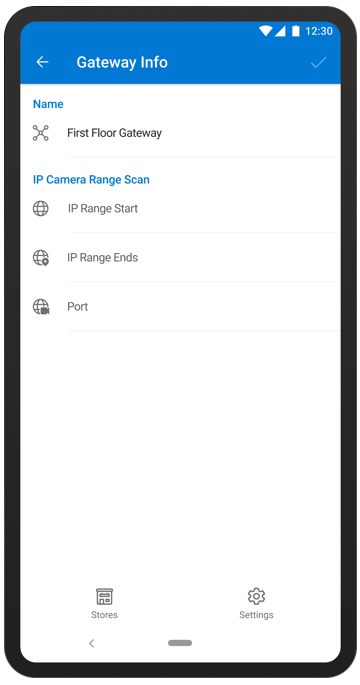 12:30
Gateway Info
Name
First Floor Gateway
IP Camera Range Scan
IP Range Start
IP Range Ends
Port
Stores
Settings